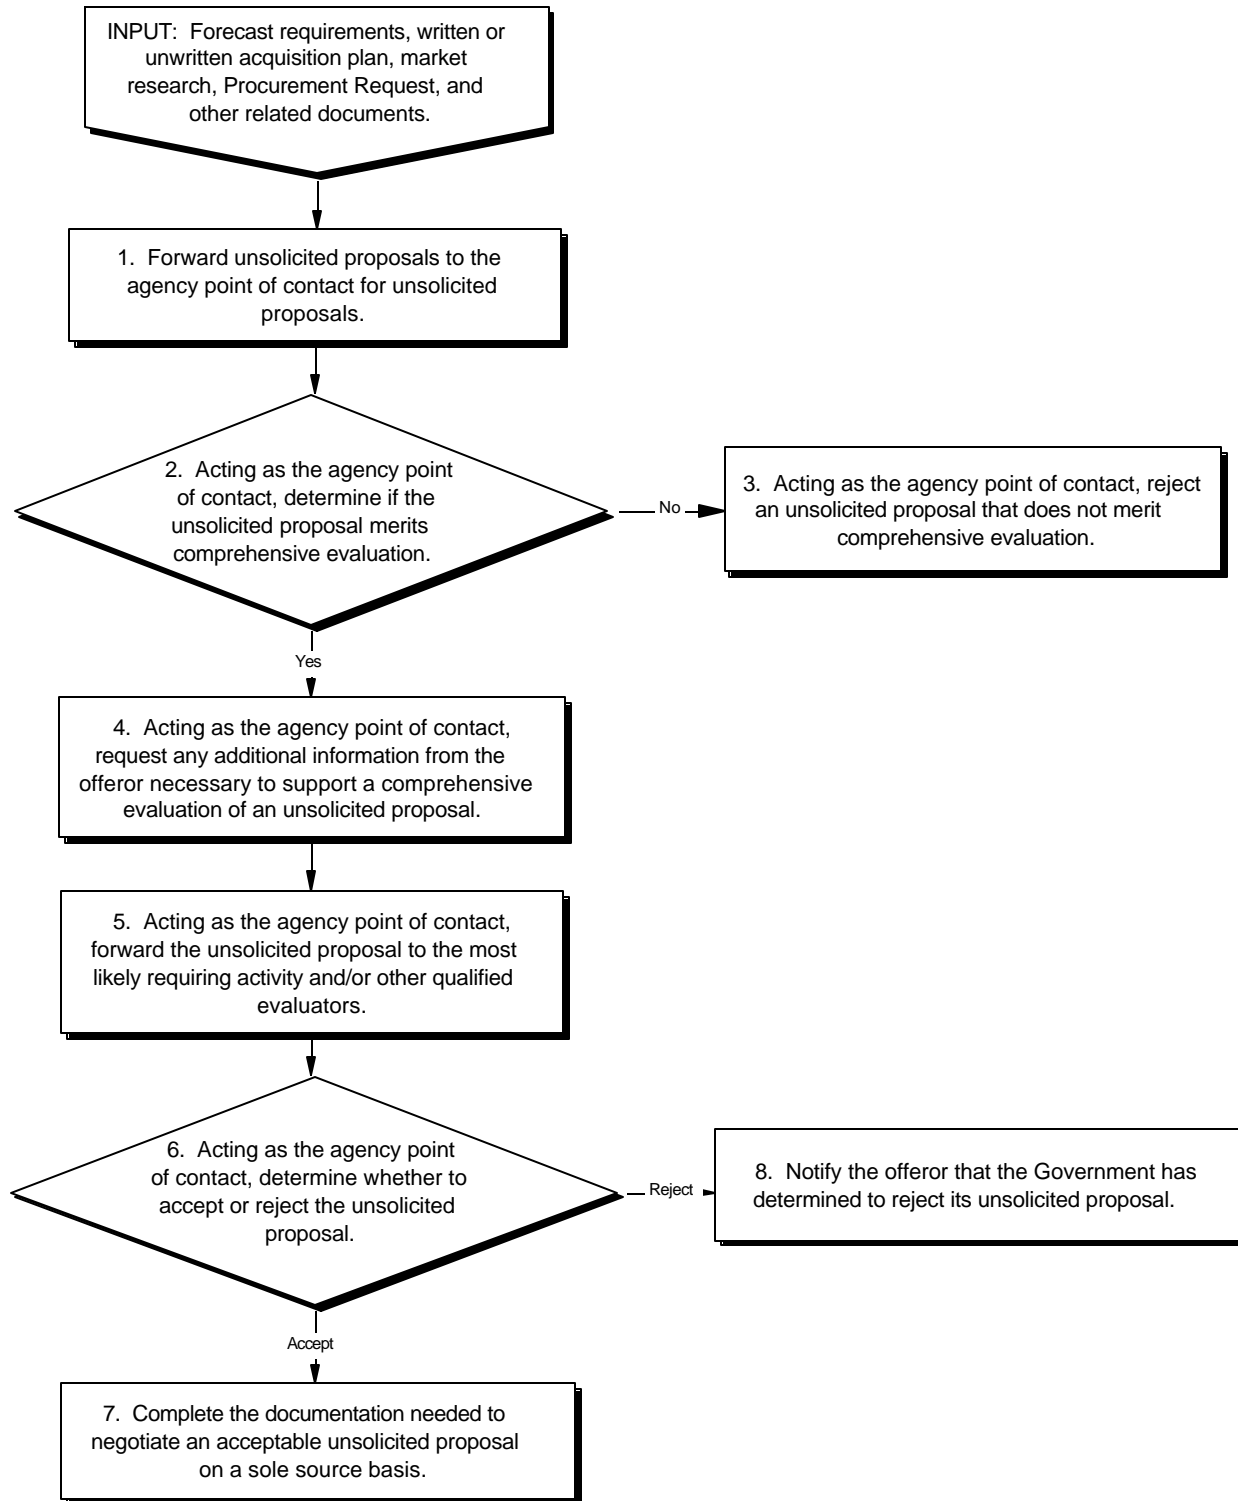 INPUT: Forecast requirements, written or
unwritten acquisition plan, market
research, Procurement Request, and
other related documents.
1. Forward unsolicited proposals to the
agency point of contact for unsolicited
proposals.
2. Acting as the agency point
of contact, determine if the
unsolicited proposal merits
comprehensive evaluation.
No
3. Acting as the agency point of contact, reject
an unsolicited proposal that does not merit
comprehensive evaluation.
Yes
4. Acting as the agency point of contact,
request any additional information from the
offeror necessary to support a comprehensive
evaluation of an unsolicited proposal.
5. Acting as the agency point of contact,
forward the unsolicited proposal to the most
likely requiring activity and/or other qualified
evaluators.
6. Acting as the agency point
of contact, determine whether to
accept or reject the unsolicited
proposal.
Reject
8. Notify the offeror that the Government has
determined to reject its unsolicited proposal.
Accept
7. Complete the documentation needed to
negotiate an acceptable unsolicited proposal
on a sole source basis.